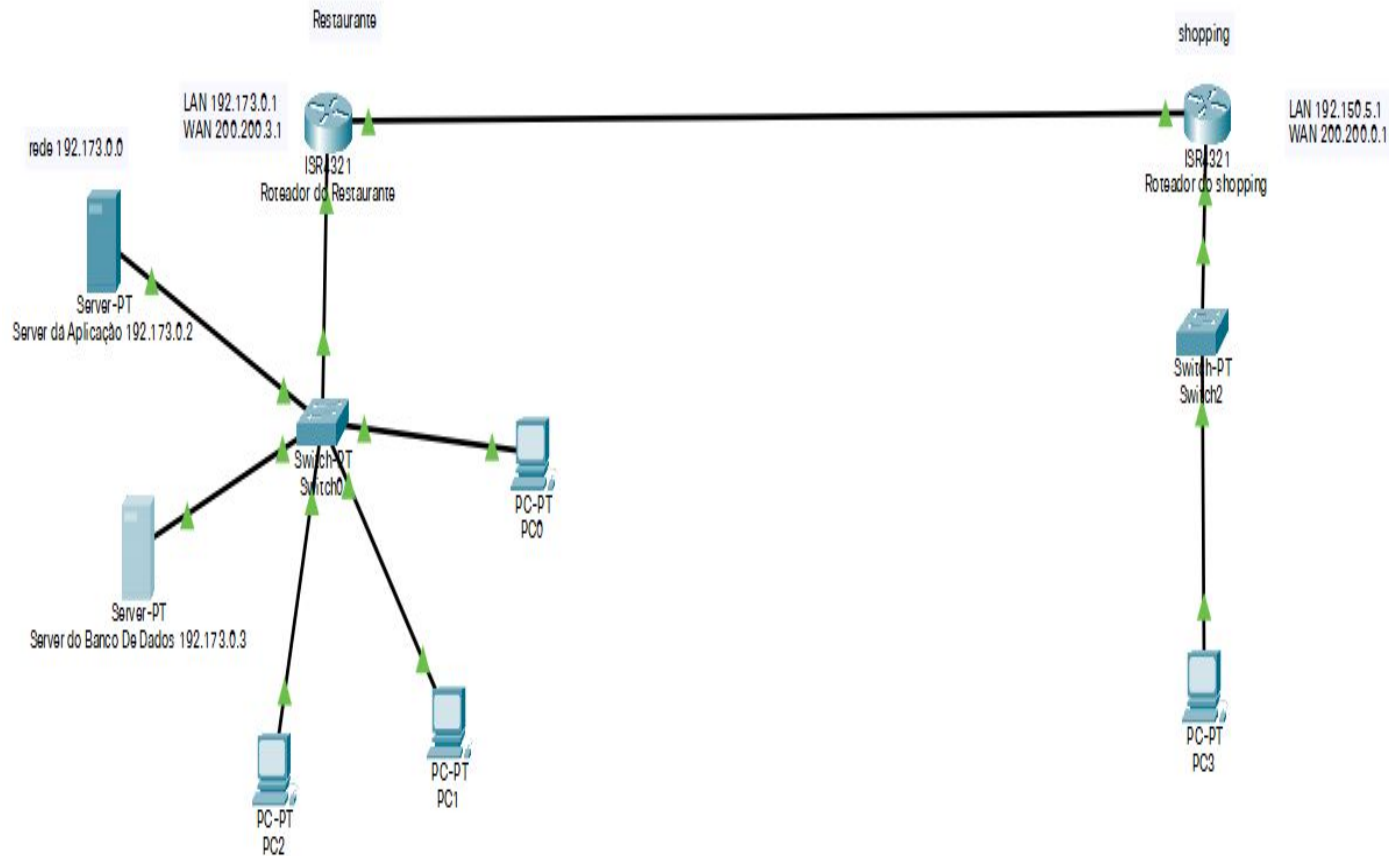 Restaurante
shopping
LAN 192.173.0.1
WAN 200.200.3.1
LAN 192.150.5.1
WAN 200.200.0.1
rede 192.173.0.0
ISR4321
Roteador do Restaurante
ISR4321
Roteador do shopping
Server-PT
Server da Aplicação 192.173.0.2
Switch-PT
Switch2
Switch-PT
Switch0
PC-PT
PC0
Server-PT
Server do Banco De Dados 192.173.0.3
PC-PT
PC3
PC-PT
PC1
PC-PT
PC2